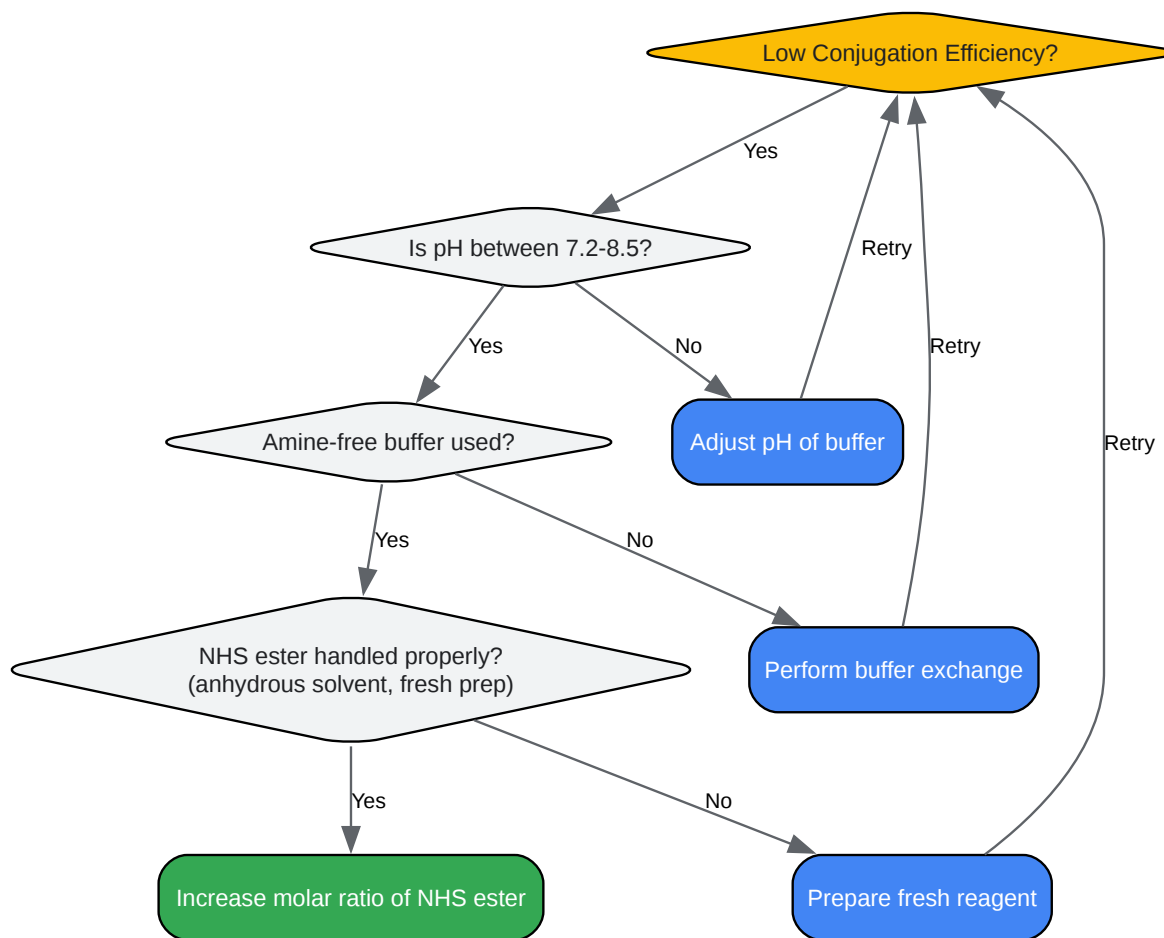 Low Conjugation Efficiency?
Yes
Is pH between 7.2-8.5?
Retry
Yes
No
Retry
Amine-free buffer used?
Adjust pH of buffer
Retry
Yes
No
NHS ester handled properly?
(anhydrous solvent, fresh prep)
Perform buffer exchange
Yes
No
Increase molar ratio of NHS ester
Prepare fresh reagent